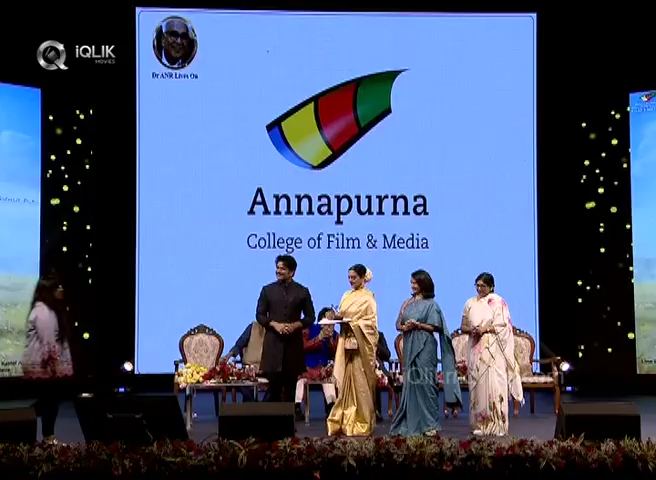 iQLIK
MOVIES
Dr ANR Lives On
Annapurna
College of Film & Media